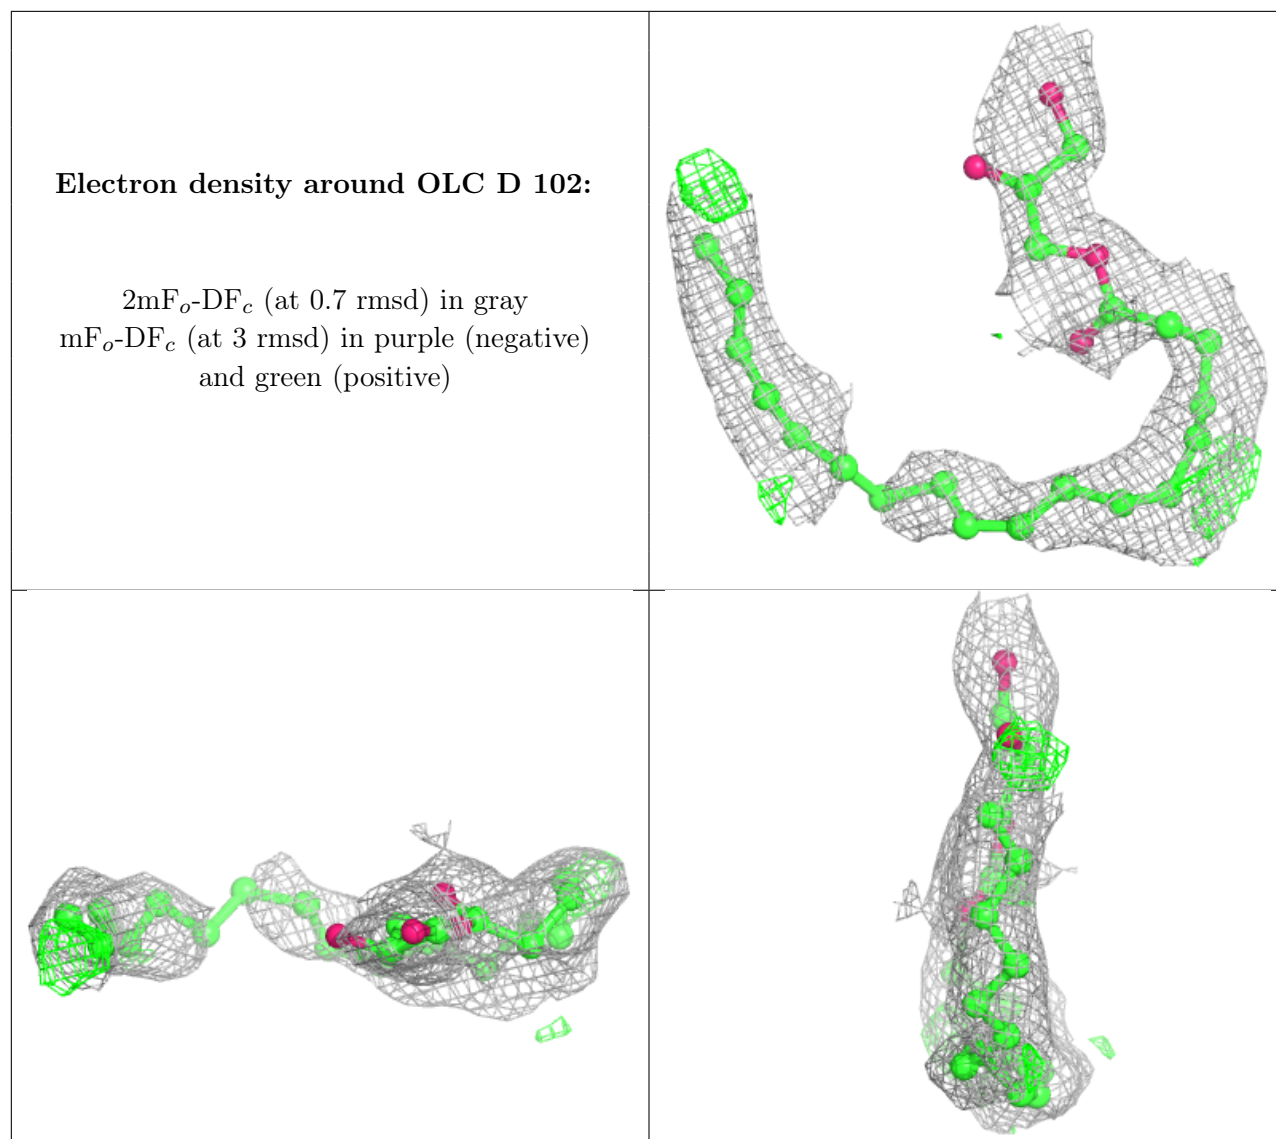 Electron density around OLC D 102:
2mFo-DFc (at 0.7 rmsd) in gray
mFo-DFc (at 3 rmsd) in purple (negative)
and green (positive)